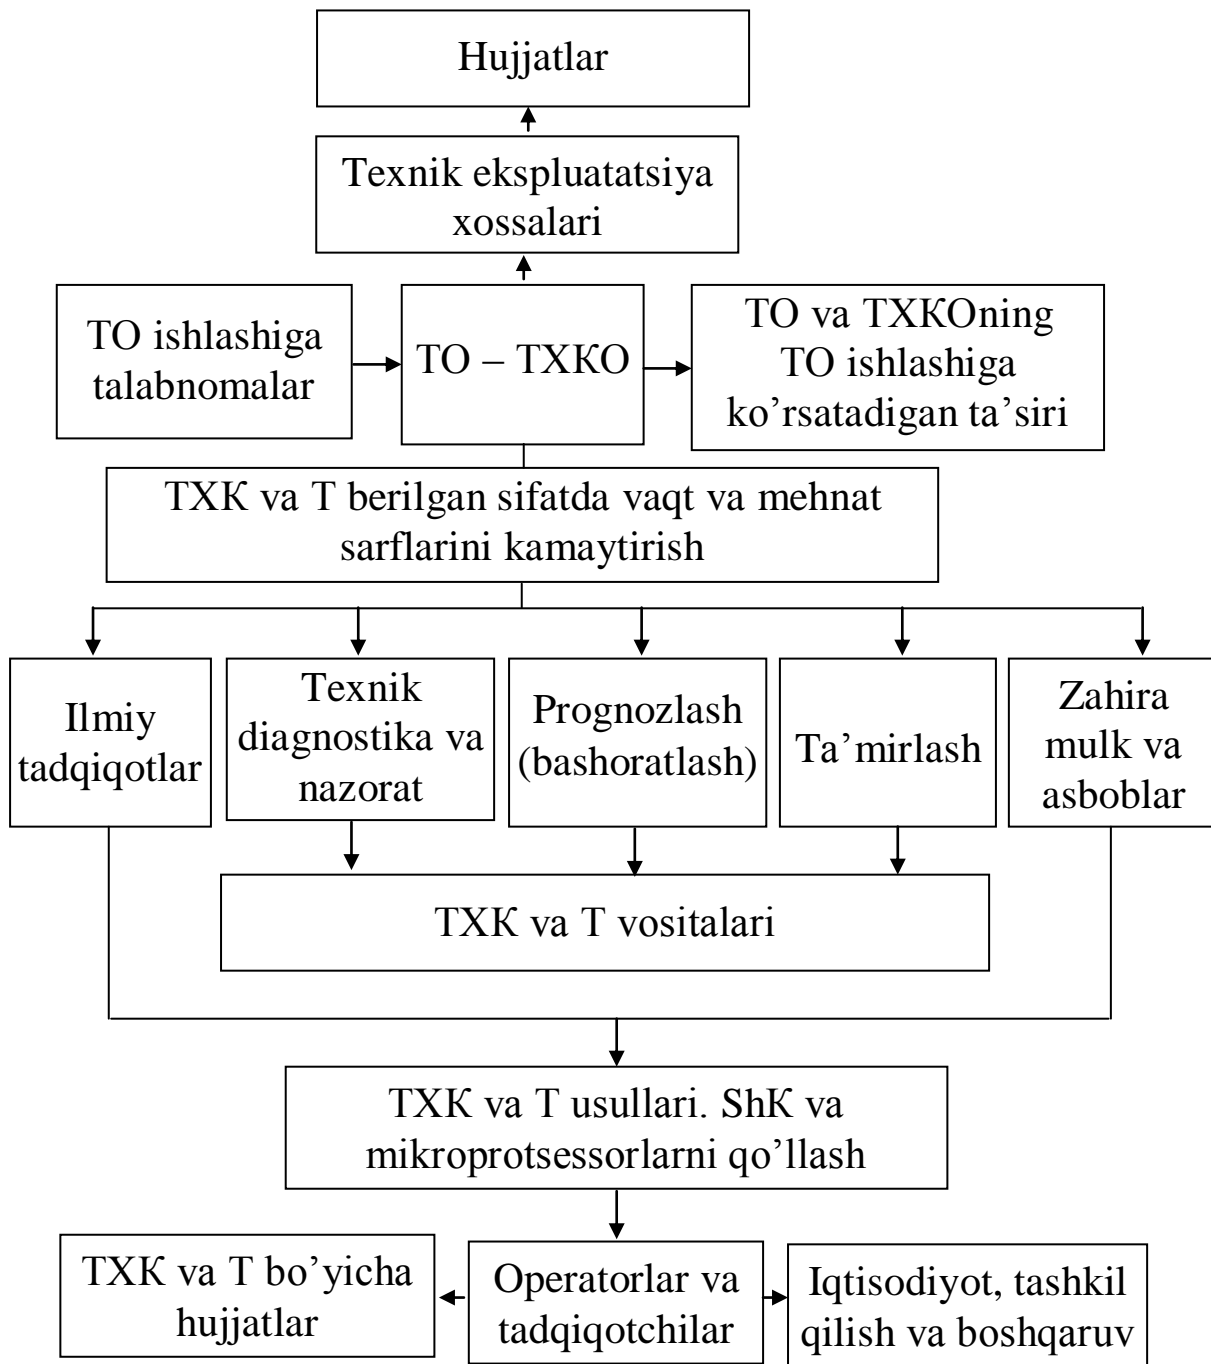 Hujjatlar
Texnik ekspluatatsiya
xossalari
TO ishlashiga
talabnomalar
TO – TXKO
TO va TXKOning
TO ishlashiga
ko’rsatadigan ta’siri
TXK va T berilgan sifatda vaqt va mehnat
sarflarini kamaytirish
Ilmiy
tadqiqotlar
Texnik
diagnostika va
nazorat
Prognozlash
(bashoratlash)
Ta’mirlash
Zahira
mulk va
asboblar
TXK va T vositalari
TXK va T usullari. ShK va
mikroprotsessorlarni qo’llash
TXK va T bo’yicha
hujjatlar
Operatorlar va
tadqiqotchilar
Iqtisodiyot, tashkil
qilish va boshqaruv